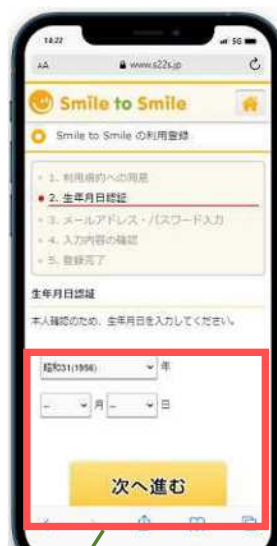 14:22
5G
AA
www.s22s.jp
Smile to Smile
Smile to Smile の利用登録
1. 利用規約への同意
2. 生年月日認証
3. メールアドレス・パスワード入力
4. 入力内容の確認
5. 登録完了
生年月日認証
本人確認のため、生年月日を入力してください。
昭和31(1956) 年
-- 月 -- 日
次へ進む